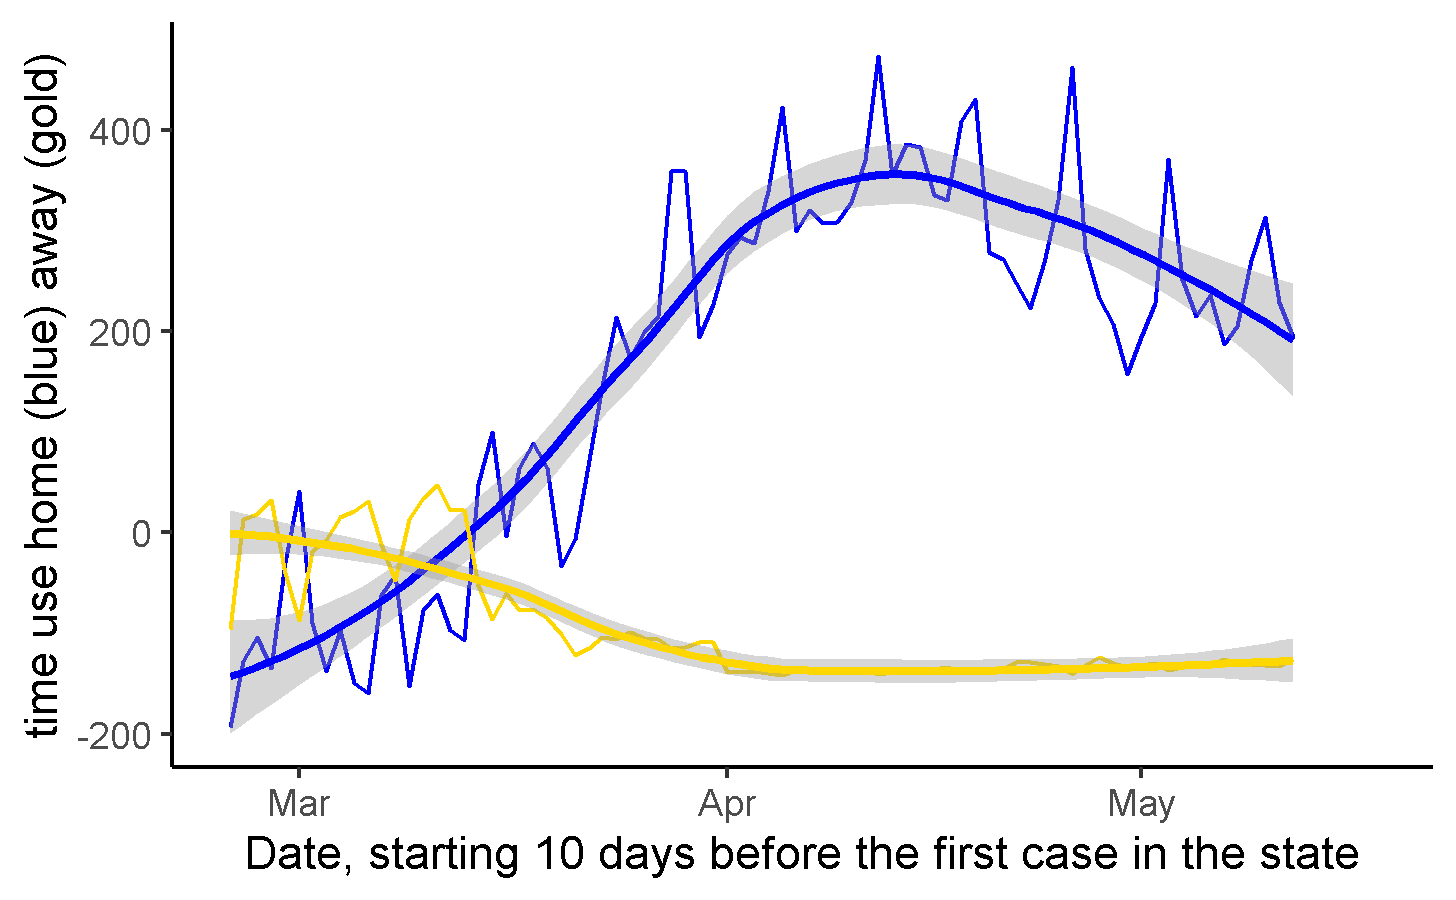 time use home (blue) away (gold)
400
200
0
-200
Mar
Apr
May
Date, starting 10 days before the first case in the state